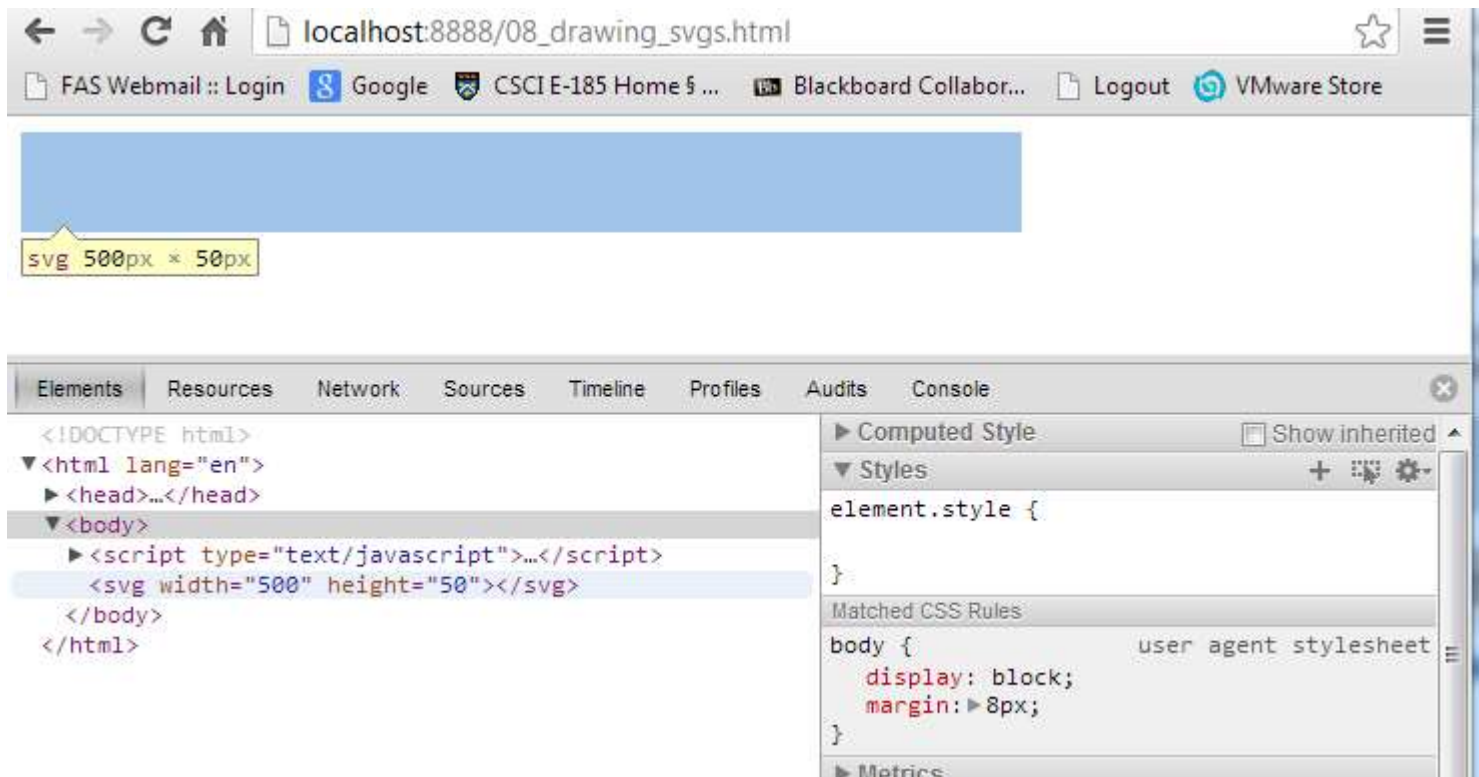 localhost:8888/08_drawing_svgs.html
FAS Webmail :: Login Google CSCI E-185 Home § ... Blackboard Collabor... Logout VMware Store
svg 500px × 50px
Elements Resources Network Sources Timeline Profiles Audits Console
<!DOCTYPE html>
▼<html lang="en">
▶<head>…</head>
▼<body>
▶<script type="text/javascript">…</script>
<svg width="500" height="50"></svg>
</body>
</html>
▶ Computed Style Show inherited
▼ Styles
element.style {
}
Matched CSS Rules
body { user agent stylesheet
display: block;
margin:▶8px;
}
▶ Metrics